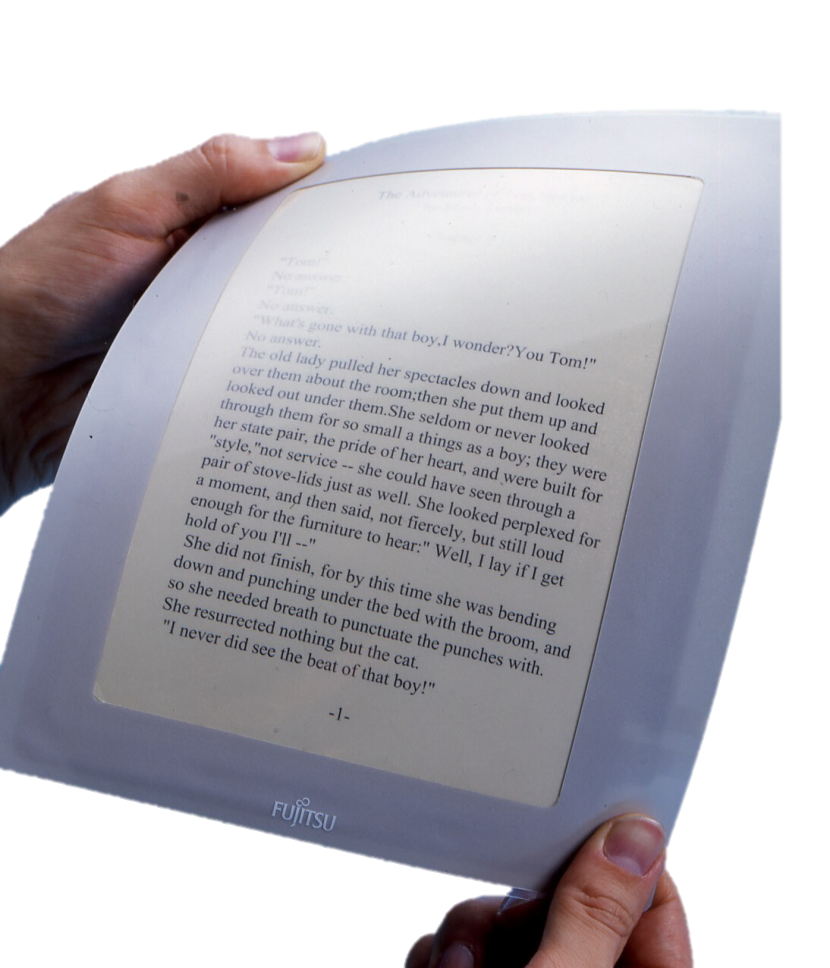 The Adventures
"Tom!"
No answer.
"Tom!"
No answer.
"What's gone with that boy,I wonder?You Tom!"
No answer.
The old lady pulled her spectacles down and looked
over them about the room;then she put them up and
looked out under them.She seldom or never looked
through them for so small a things as a boy; they were
her state pair, the pride of her heart, and were built for
"style,"not service -- she could have seen through a
pair of stove-lids just as well. She looked perplexed for
a moment, and then said, not fiercely, but still loud
enough for the furniture to hear:" Well, I lay if I get
hold of you I'll --"
She did not finish, for by this time she was bending
down and punching under the bed with the broom, and
so she needed breath to punctuate the punches with.
She resurrected nothing but the cat.
"I never did see the beat of that boy!"
-1-
FUJITSU